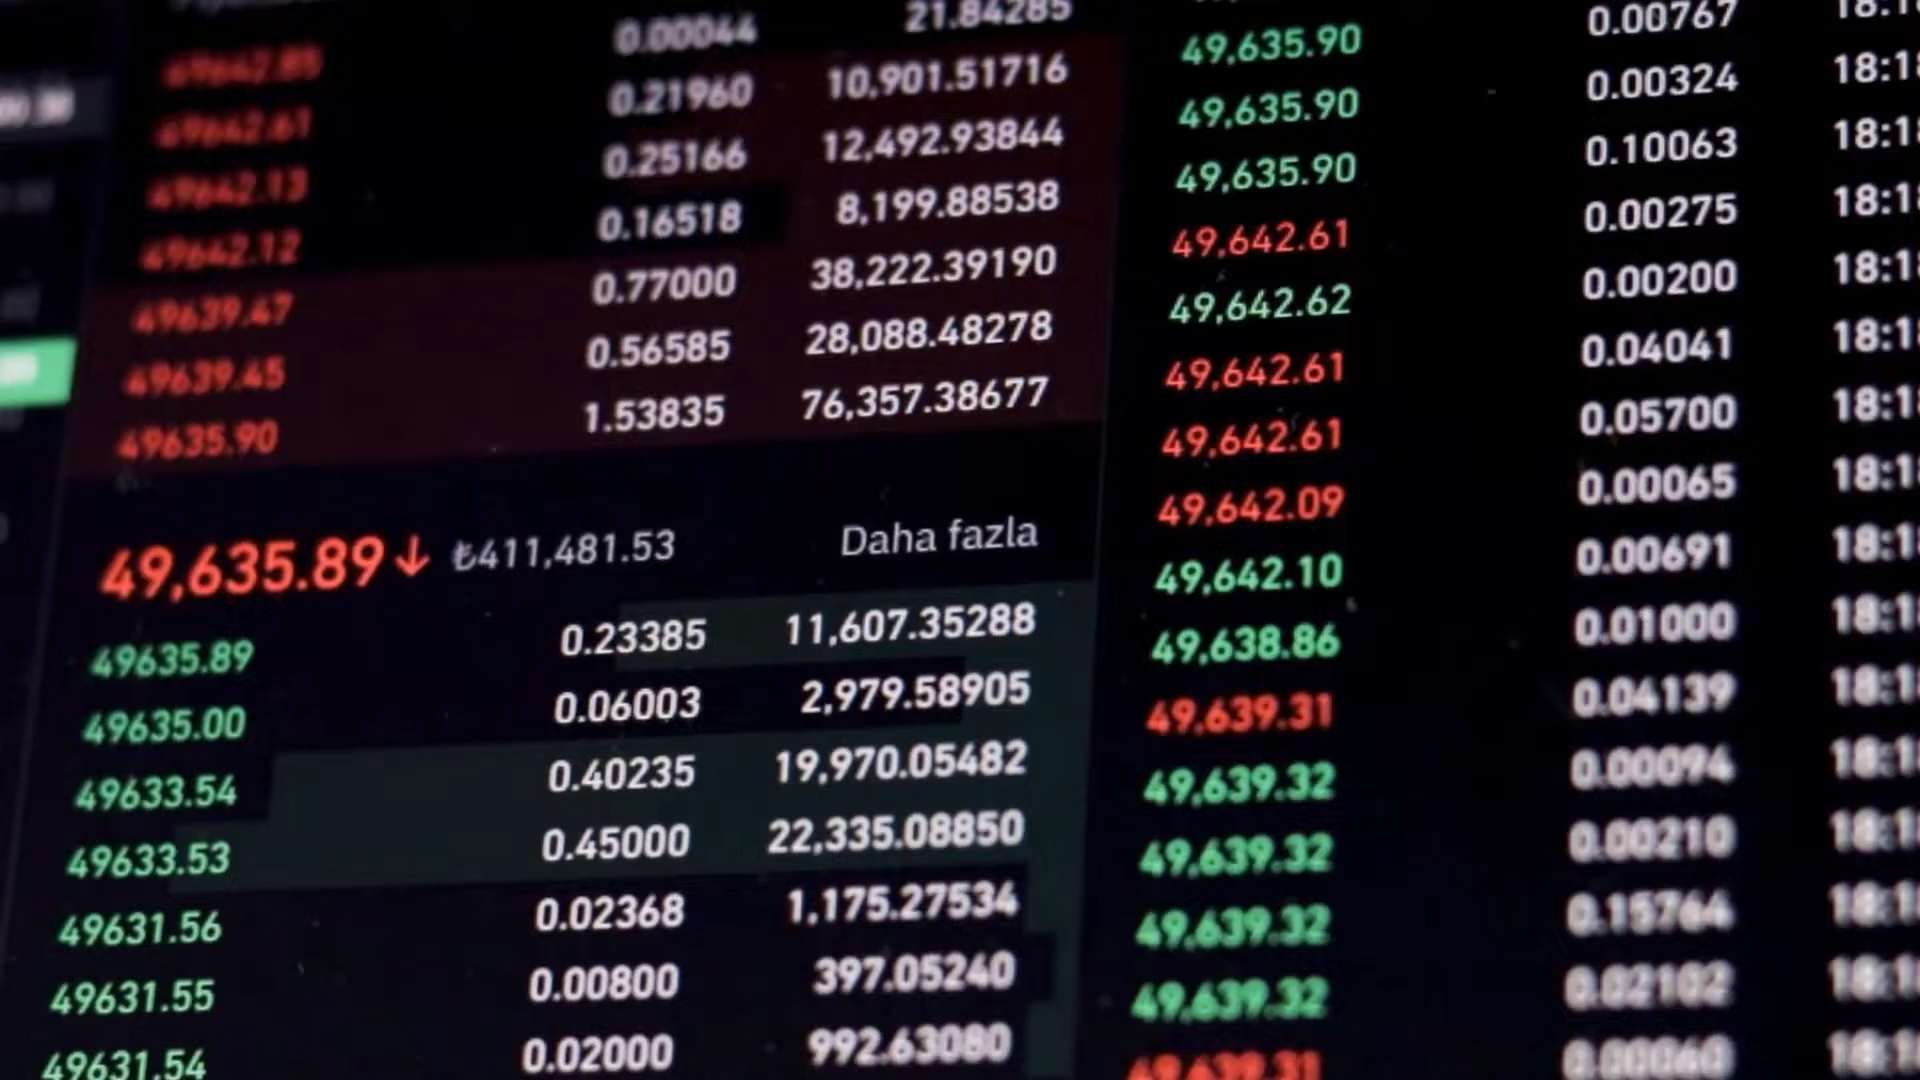 0.00044 21.84285
49642.85 0.21960 10,901.51716 49,635.90 0.00767
49642.61 0.25166 12,492.93844 49,635.90 0.00324
49642.13 0.16518 8,199.88538 49,635.90 0.10063
49642.12 0.77000 38,222.39190 49,642.61 0.00275
49639.47 0.56585 28,088.48278 49,642.62 0.00200
49639.45 1.53835 76,357.38677 49,642.61 0.04041
49635.90 49,642.61 0.05700
49,642.09 0.00065
49,635.89↓ ₺411,481.53 Daha fazla 49,642.10 0.00691
49635.89 0.23385 11,607.35288 49,638.86 0.01000
49635.00 0.06003 2,979.58905 49,639.31 0.04139
49633.54 0.40235 19,970.05482 49,639.32 0.00094
49633.53 0.45000 22,335.08850 49,639.32 0.00210
49631.56 0.02368 1,175.27534 49,639.32 0.15764
49631.55 0.00800 397.05240 49,639.32 0.02102
49631.54 0.02000 992.63080 49,639.31